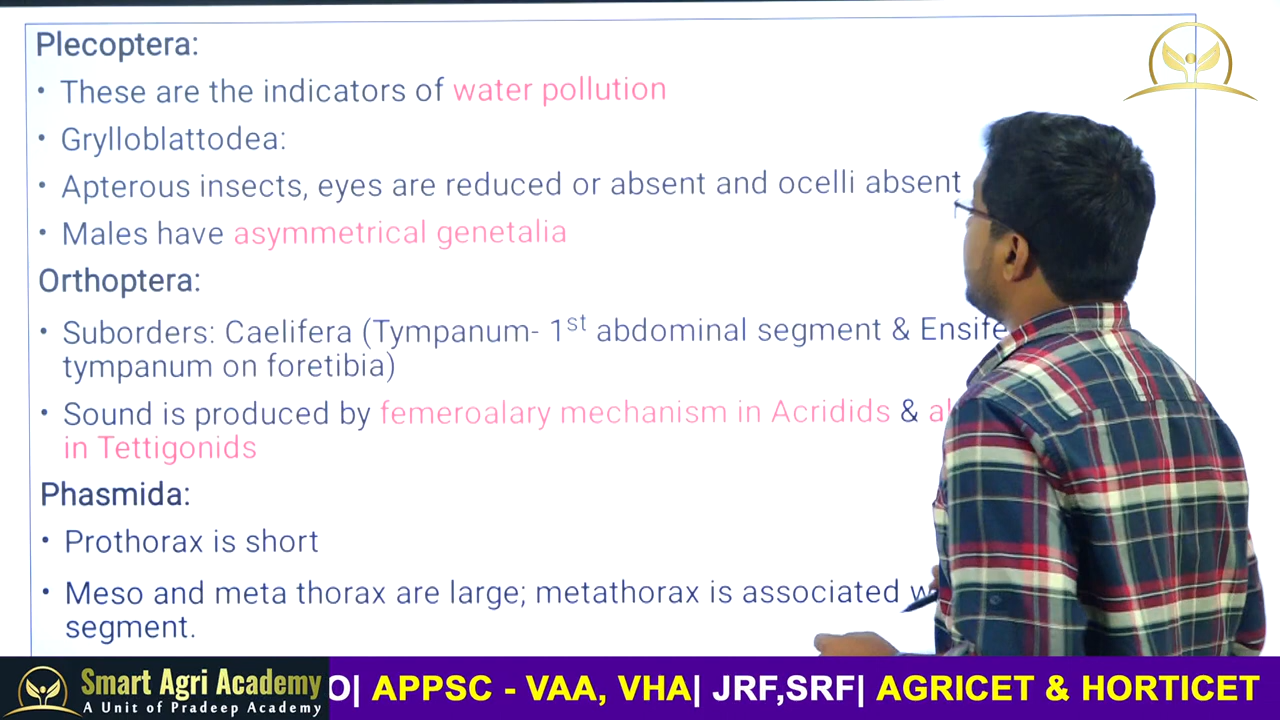 Plecoptera:
• These are the indicators of water pollution
• Grylloblattodea:
• Apterous insects, eyes are reduced or absent and ocelli absent
• Males have asymmetrical genetalia
Orthoptera:
• Suborders: Caelifera (Tympanum- 1st abdominal segment & Ensife
tympanum on foretibia)
• Sound is produced by femeroalary mechanism in Acridids &
in Tettigonids
Phasmida:
• Prothorax is short
• Meso and meta thorax are large; metathorax is associated
segment.
Smart Agri Academy
A Unit of Pradeep Academy
O| APPSC - VAA, VHA| JRF,SRF| AGRICET & HORTICET